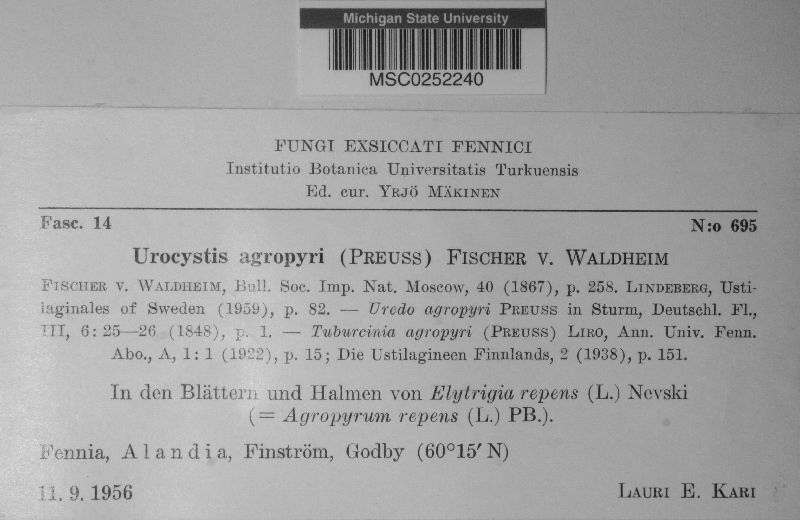 Michigan State University
MSC0252240
FUNGI EXSICCATI FENNICI
Institutio Botanica Universitatis Turkuensis
Ed. cur. YRJÖ MÄKINEN
Fasc. 14 N:o 695
Urocystis agropyri (PREUSS) FISCHER V. WALDHEIM
FISCHER V. WALDHEIM, Bull. Soc. Imp. Nat. Moscow, 40 (1867), p. 258. LINDEBERG, Usti-
laginales of Sweden (1959), p. 82. — Uredo agropyri PREUSS in Sturm, Deutschl. Fl.,
III, 6: 25—26 (1848), p. 1. — Tuburcinia agropyri (PREUSS) LIRO, Ann. Univ. Fenn.
Abo., A, 1: 1 (1922), p. 15; Die Ustilagineen Finnlands, 2 (1938), p. 151.
In den Blättern und Halmen von Elytrigia repens (L.) Nevski
(= Agropyrum repens (L.) PB.).
Fennia, Alandia, Finström, Godby (60°15′ N)
11. 9. 1956 LAURI E. KARI